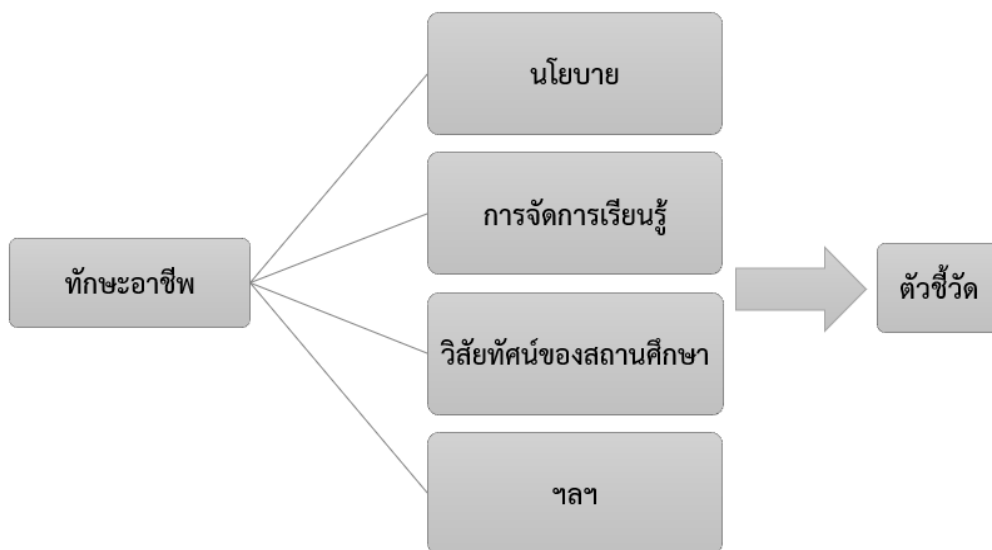 นโยบาย
การจัดการเรียนรู้
ทักษะอาชีพ
ตัวชี้วัด
วิสัยทัศน์ของสถานศึกษา
ฯลฯ